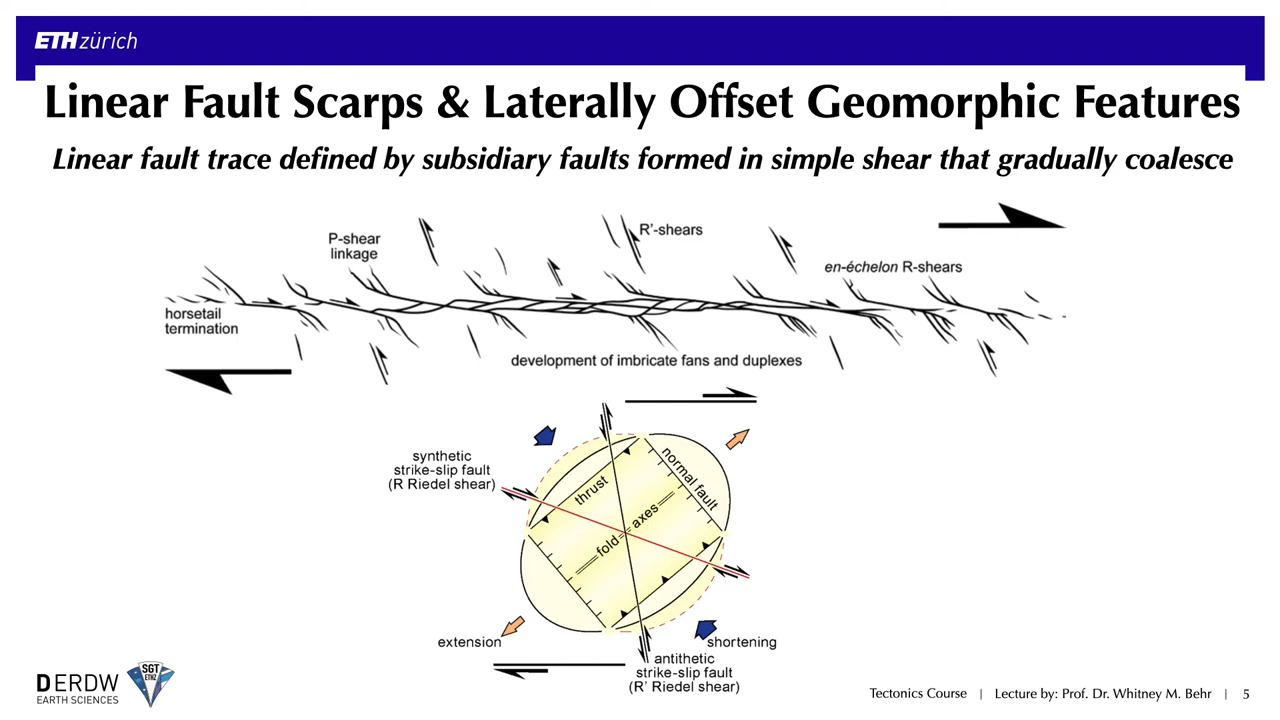 ETH zürich
Linear Fault Scarps & Laterally Offset Geomorphic Features
Linear fault trace defined by subsidiary faults formed in simple shear that gradually coalesce
P-shear
linkage
R'-shears
en-échelon R-shears
horsetail
termination
development of imbricate fans and duplexes
synthetic
strike-slip fault
(R Riedel shear)
thrust
normal fault
fold axes
extension
shortening
antithetic
strike-slip fault
(R' Riedel shear)
DERDW
EARTH SCIENCES
SGT
ETHZ
Tectonics Course | Lecture by: Prof. Dr. Whitney M. Behr | 5